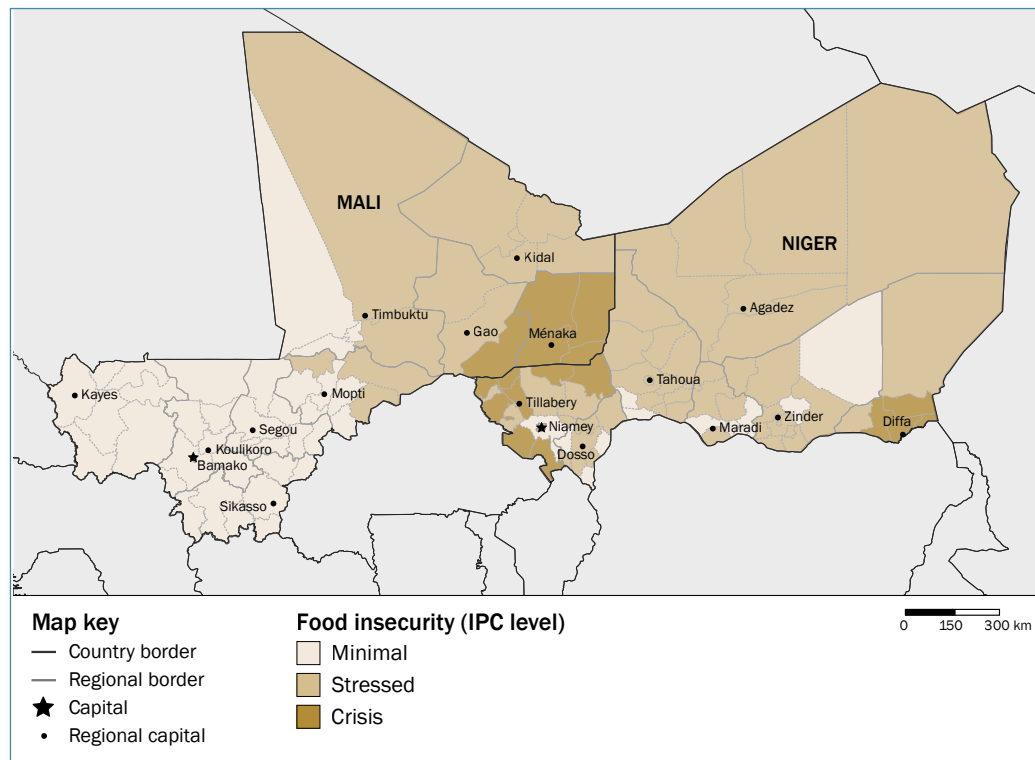 MALI
NIGER
Kidal
Timbuktu
Agadez
Gao
Ménaka
Tahoua
Kayes
Mopti
Tillabery
Zinder
Niamey
Maradi
Diffa
Segou
Koulikoro
Dosso
Bamako
Sikasso
Map key
Country border
Regional border
Capital
Regional capital
Food insecurity (IPC level)
Minimal
Stressed
Crisis
0 150 300 km